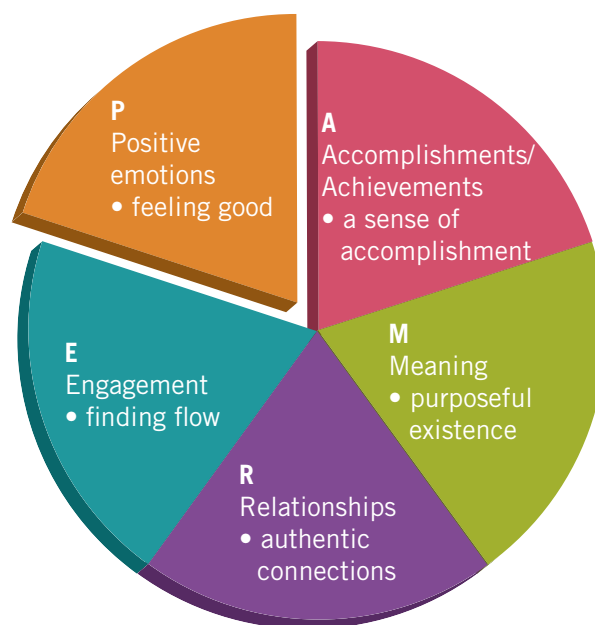 P
Positive
emotions
• feeling good
E
Engagement
• finding flow
R
Relationships
• authentic
connections
M
Meaning
• purposeful
existence
A
Accomplishments/
Achievements
• a sense of
accomplishment